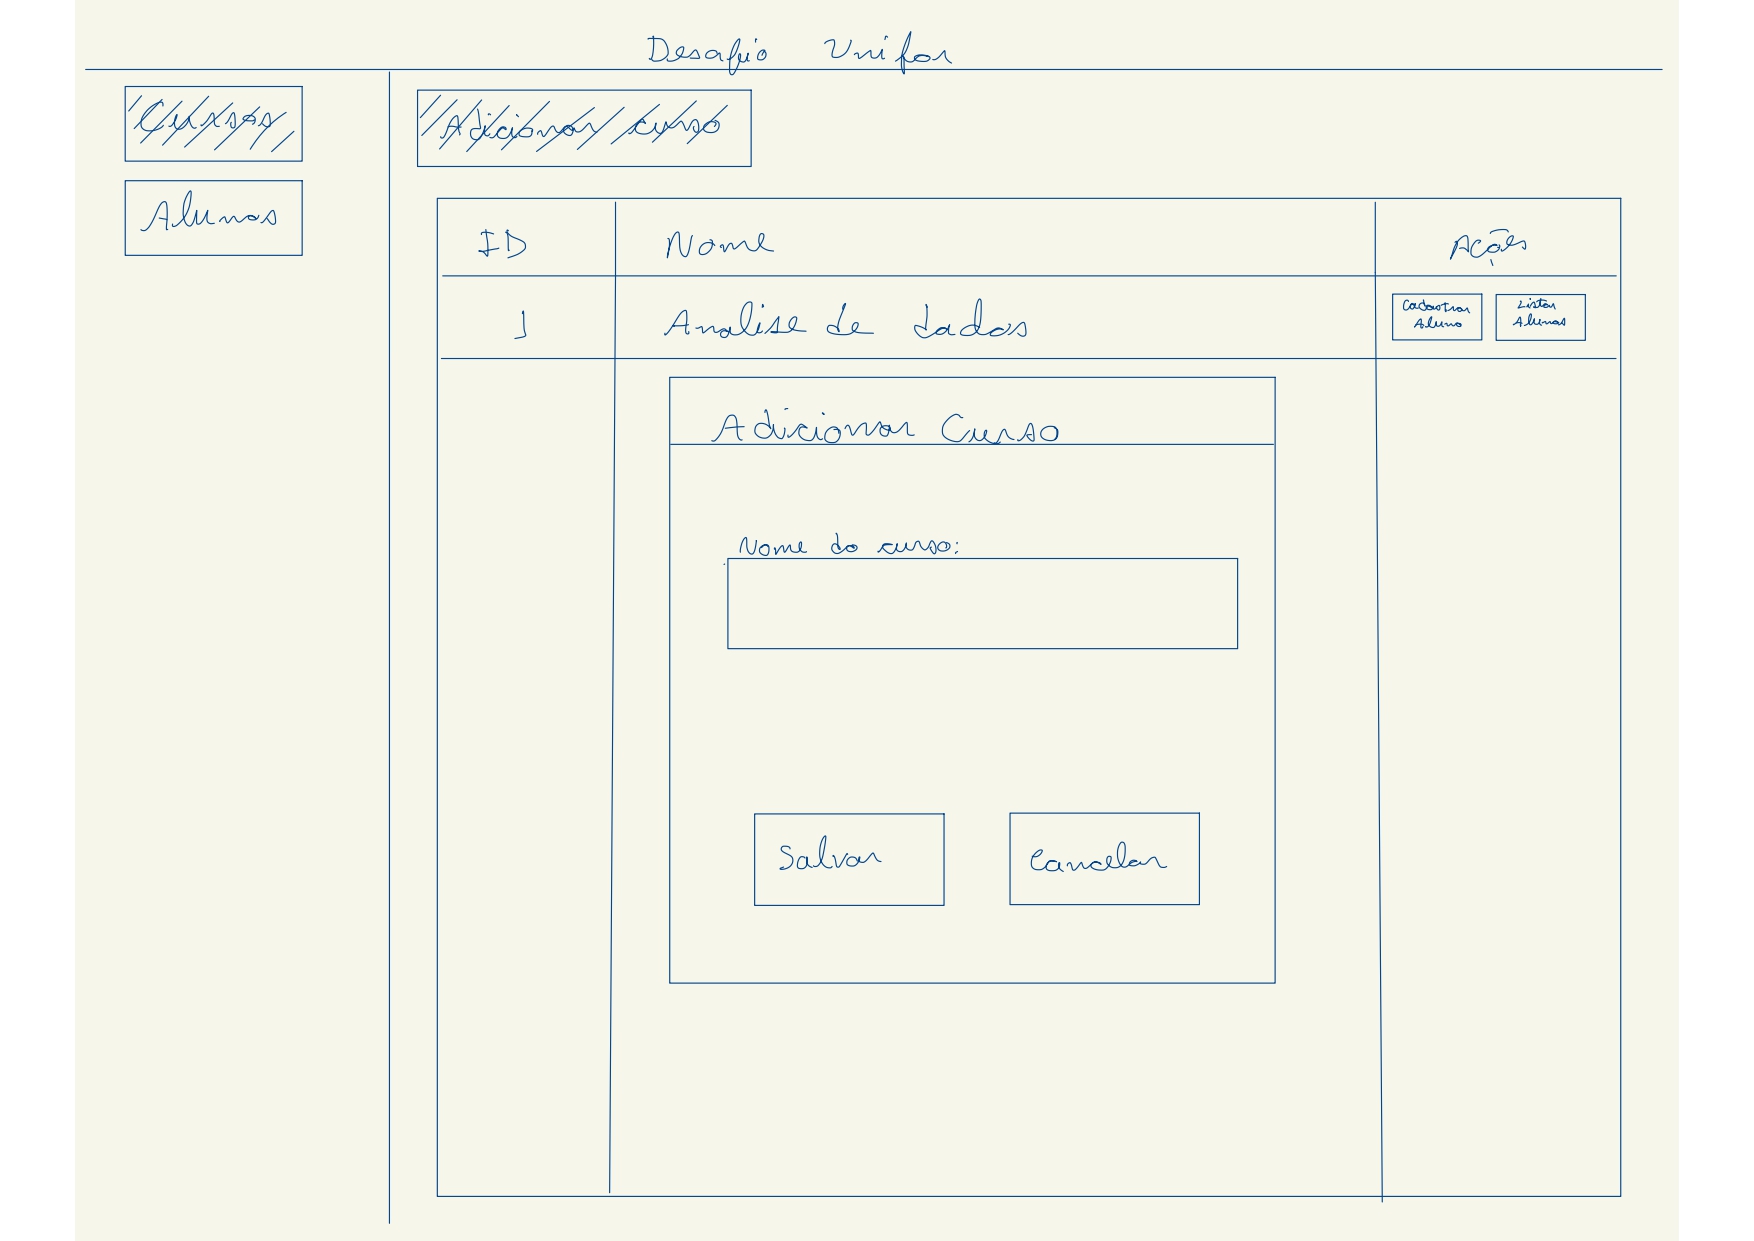 Desafio Unifor
Cursos
Adicionar curso
Alunos
ID Nome Ações
1 Analise de dados
Cadastrar
Aluno
Listar
Alunos
Adicionar Curso
Nome do curso:
Salvar Cancelar